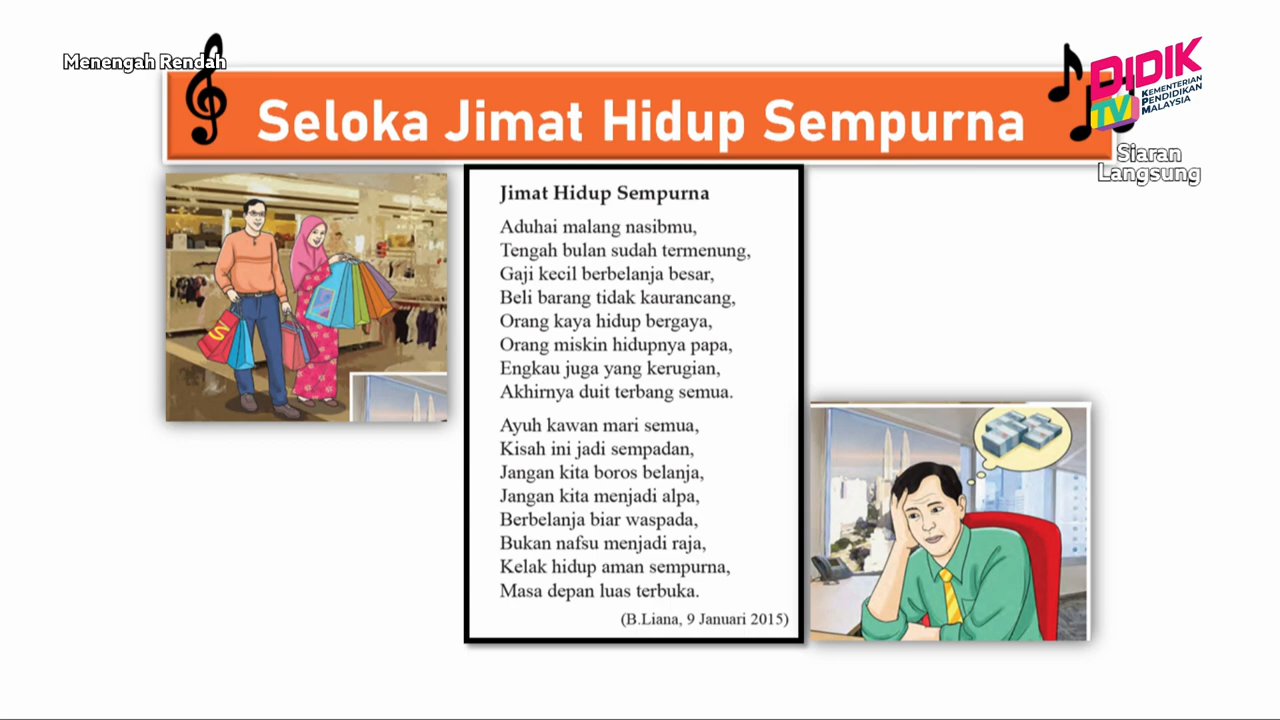 Menengah Rendah
DIDIK
TV
KEMENTERIAN
PENDIDIKAN
MALAYSIA
Siaran
Langsung
Seloka Jimat Hidup Sempurna
Jimat Hidup Sempurna
Aduhai malang nasibmu,
Tengah bulan sudah termenung,
Gaji kecil berbelanja besar,
Beli barang tidak kaurancang,
Orang kaya hidup bergaya,
Orang miskin hidupnya papa,
Engkau juga yang kerugian,
Akhirnya duit terbang semua.
Ayuh kawan mari semua,
Kisah ini jadi sempadan,
Jangan kita boros belanja,
Jangan kita menjadi alpa,
Berbelanja biar waspada,
Bukan nafsu menjadi raja,
Kelak hidup aman sempurna,
Masa depan luas terbuka.
(B.Liana, 9 Januari 2015)